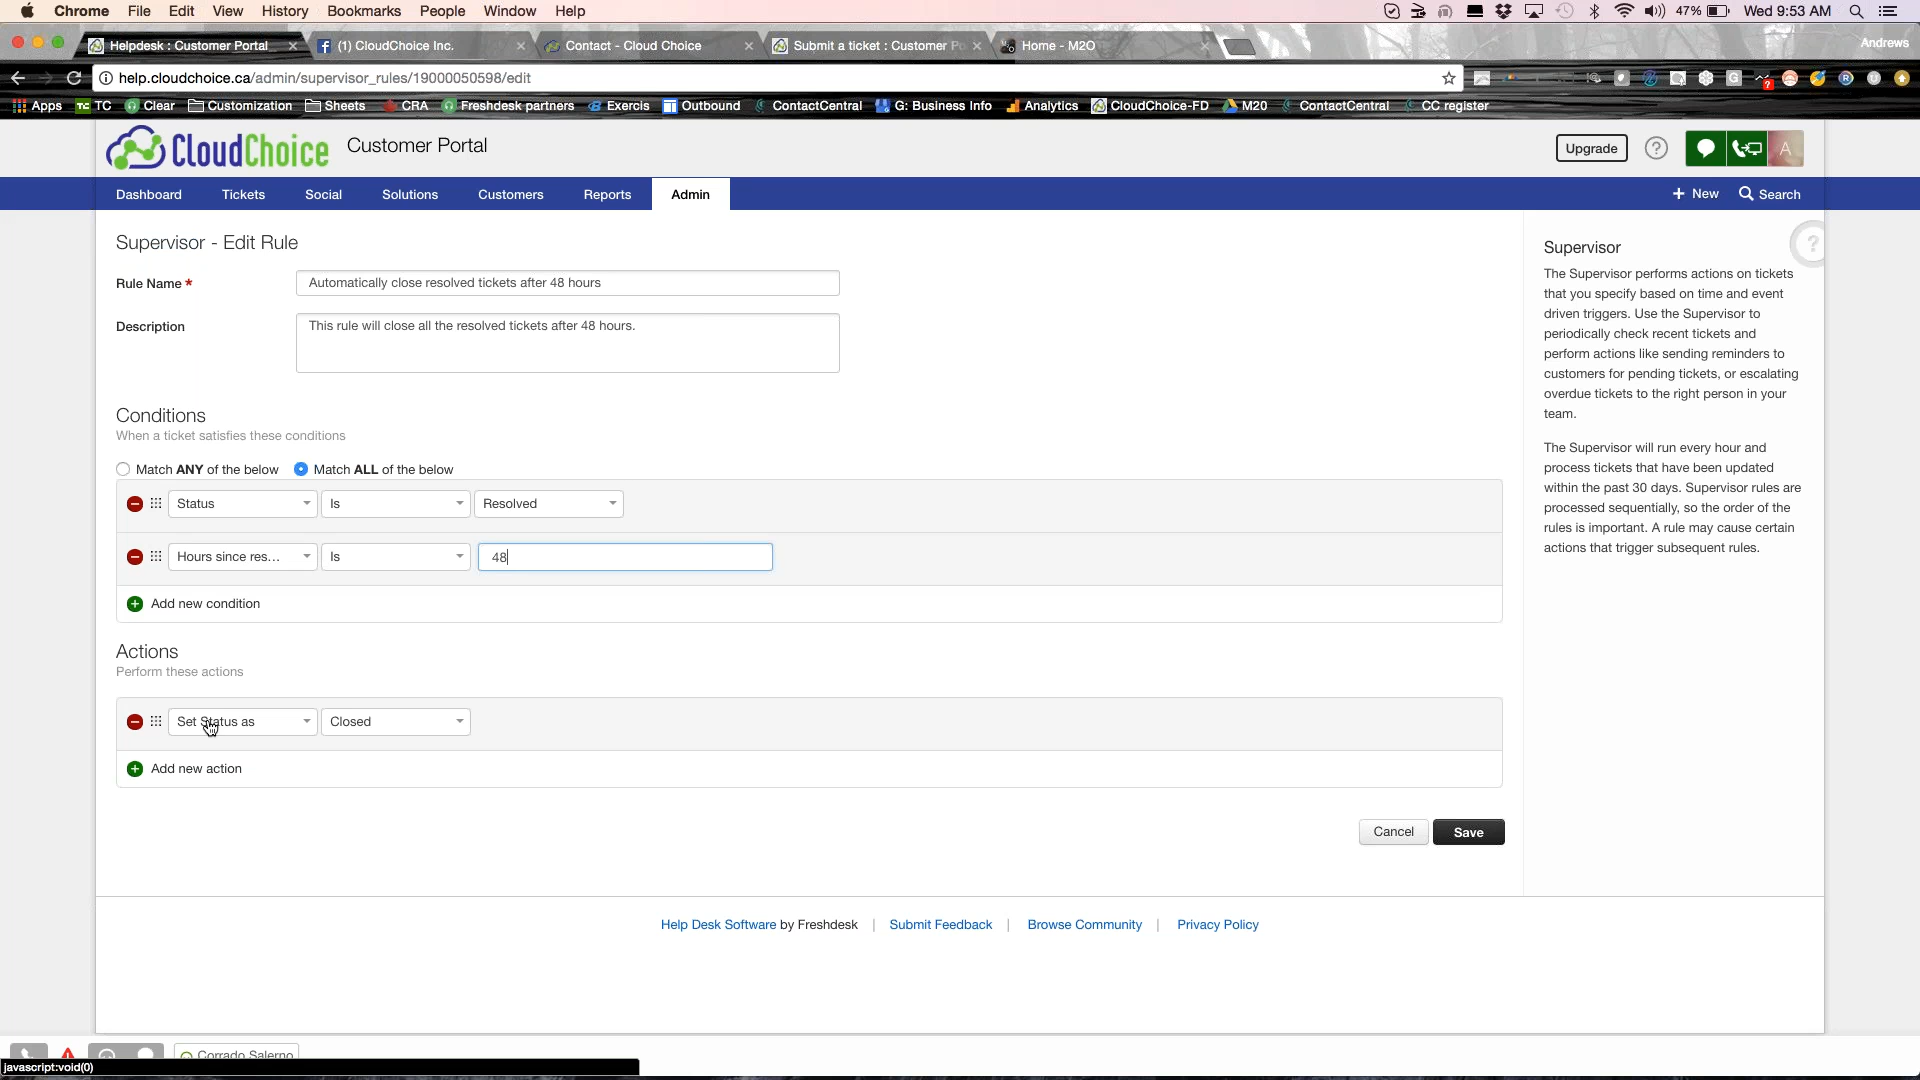 Chrome File Edit View History Bookmarks People Window Help 47% Wed 9:53 AM
Helpdesk : Customer Portal (1) CloudChoice Inc. Contact - Cloud Choice Submit a ticket : Customer Po Home - M2O Andrews
help.cloudchoice.ca/admin/supervisor_rules/19000050598/edit
Apps TC Clear Customization Sheets CRA Freshdesk partners Exercis Outbound ContactCentral G: Business Info Analytics CloudChoice-FD M20 ContactCentral CC register
CloudChoice Customer Portal Upgrade ? A
Dashboard Tickets Social Solutions Customers Reports Admin + New Search
Supervisor - Edit Rule
Rule Name * Automatically close resolved tickets after 48 hours
Description This rule will close all the resolved tickets after 48 hours.
Conditions
When a ticket satisfies these conditions
Match ANY of the below Match ALL of the below
Status Is Resolved
Hours since res... Is 48
Add new condition
Actions
Perform these actions
Set Status as Closed
Add new action
Cancel Save
Supervisor
?
The Supervisor performs actions on tickets
that you specify based on time and event
driven triggers. Use the Supervisor to
periodically check recent tickets and
perform actions like sending reminders to
customers for pending tickets, or escalating
overdue tickets to the right person in your
team.
The Supervisor will run every hour and
process tickets that have been updated
within the past 30 days. Supervisor rules are
processed sequentially, so the order of the
rules is important. A rule may cause certain
actions that trigger subsequent rules.
Help Desk Software by Freshdesk | Submit Feedback | Browse Community | Privacy Policy
Corrado Salerno
javascript:void(0)